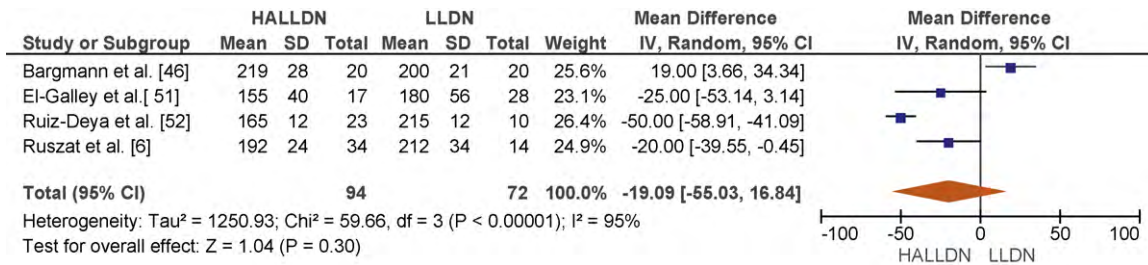 HALLDN LLDN Mean Difference Mean Difference
Study or Subgroup Mean SD Total Mean SD Total Weight IV, Random, 95% CI IV, Random, 95% CI
Bargmann et al. [46] 219 28 20 200 21 20 25.6% 19.00 [3.66, 34.34]
El-Galley et al.[ 51] 155 40 17 180 56 28 23.1% -25.00 [-53.14, 3.14]
Ruiz-Deya et al. [52] 165 12 23 215 12 10 26.4% -50.00 [-58.91, -41.09]
Ruszat et al. [6] 192 24 34 212 34 14 24.9% -20.00 [-39.55, -0.45]
Total (95% CI) 94 72 100.0% -19.09 [-55.03, 16.84]
Heterogeneity: Tau² = 1250.93; Chi² = 59.66, df = 3 (P < 0.00001); I² = 95%
Test for overall effect: Z = 1.04 (P = 0.30)
-100 -50 0 50 100
HALLDN LLDN